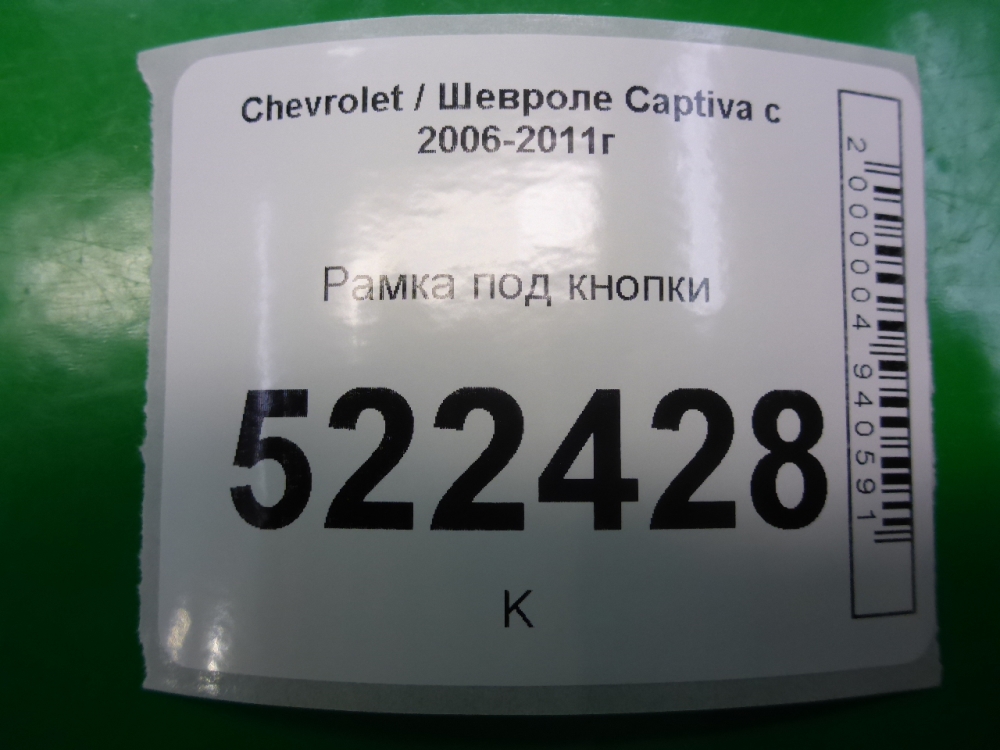 Chevrolet / Шевроле Captiva с
2006-2011г
Рамка под кнопки
522428
К
2000004940591